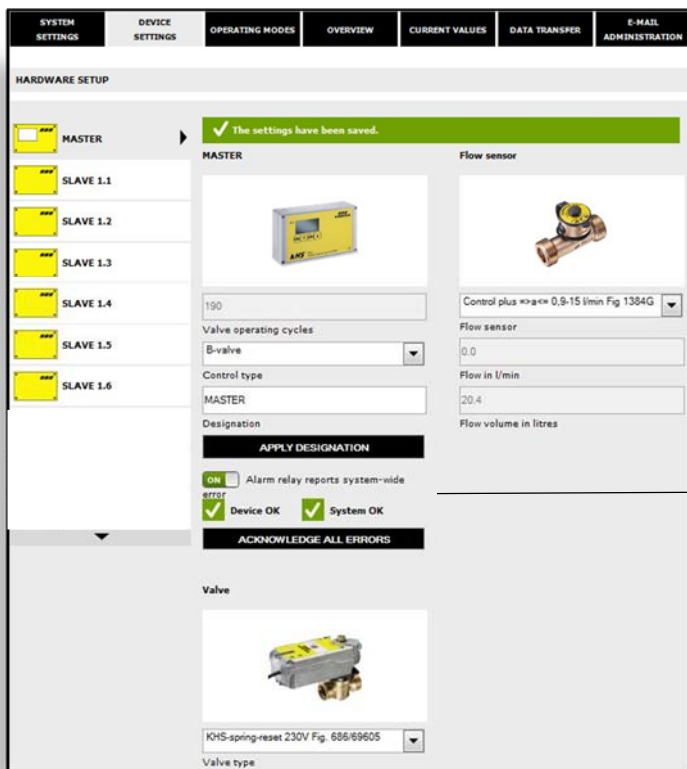 SYSTEM SETTINGS
DEVICE SETTINGS
OPERATING MODES
OVERVIEW
CURRENT VALUES
DATA TRANSFER
E-MAIL ADMINISTRATION
HARDWARE SETUP
MASTER
SLAVE 1.1
SLAVE 1.2
SLAVE 1.3
SLAVE 1.4
SLAVE 1.5
SLAVE 1.6
The settings have been saved.
MASTER
190
Valve operating cycles
B-valve
Control type
MASTER
Designation
APPLY DESIGNATION
ON Alarm relay reports system-wide
error
Device OK System OK
ACKNOWLEDGE ALL ERRORS
Valve
KHS-spring-reset 230V Fig. 686/69605
Valve type
Flow sensor
Control plus =>a<= 0,9-15 l/min Fig 1384G
Flow sensor
0.0
Flow in l/min
20.4
Flow volume in litres